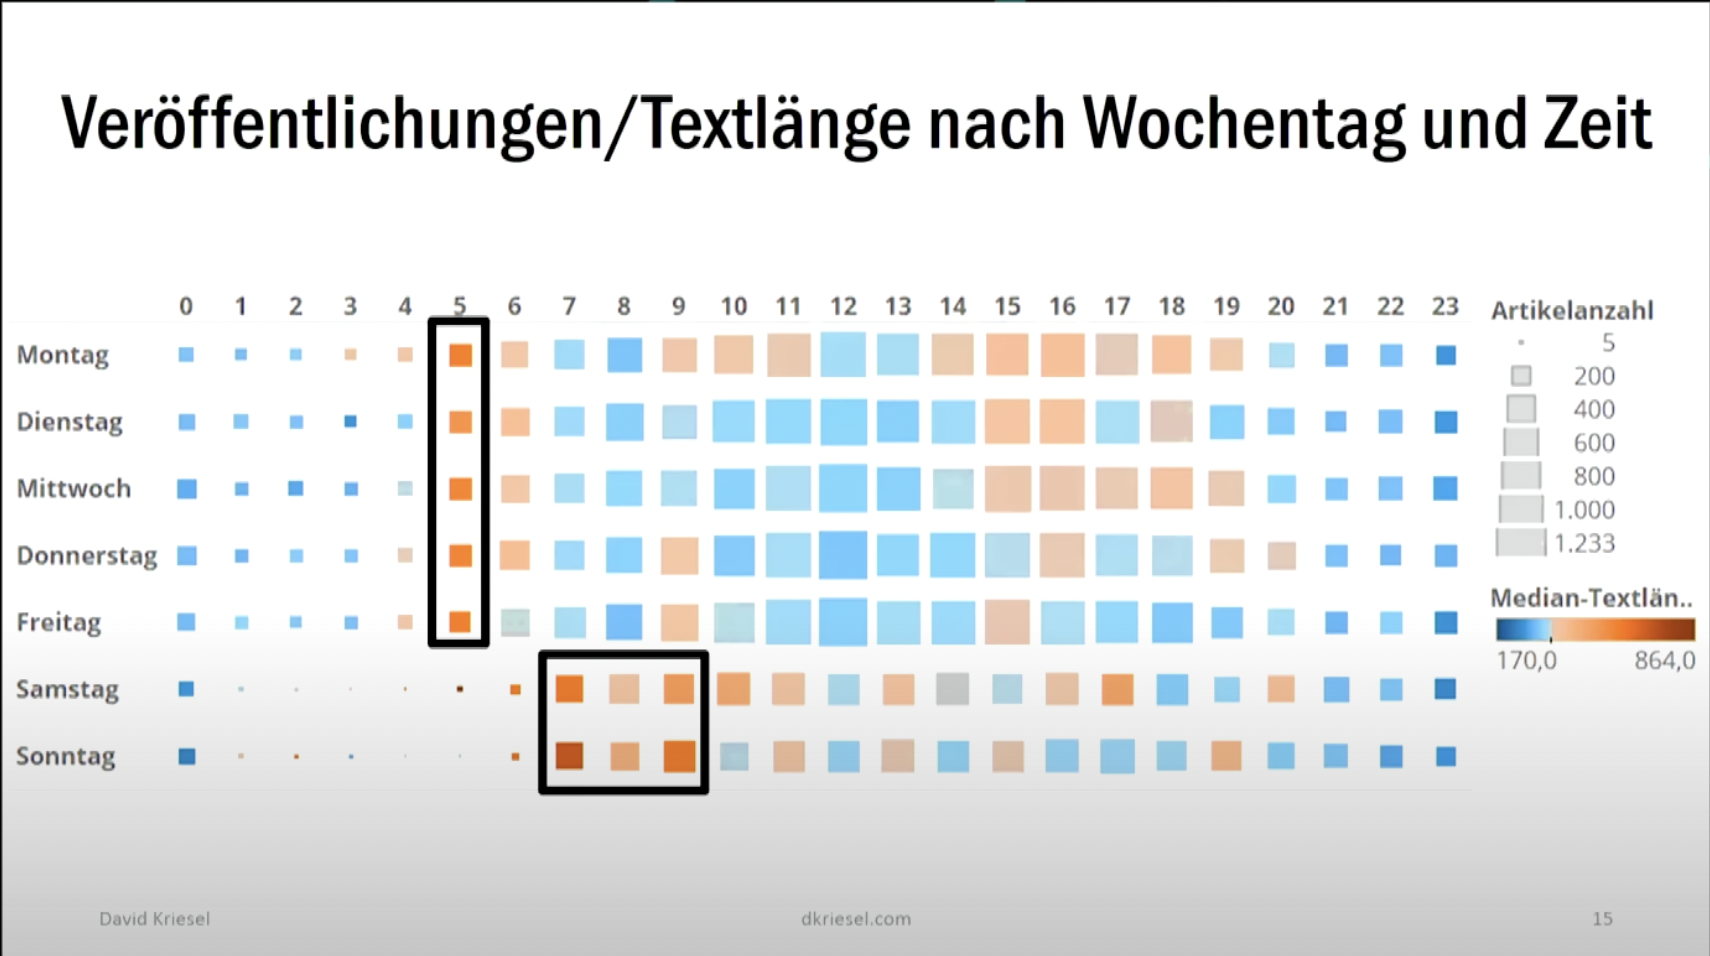 Veröffentlichungen/Textlänge nach Wochentag und Zeit
0 1 2 3 4 5 6 7 8 9 10 11 12 13 14 15 16 17 18 19 20 21 22 23
Montag
Dienstag
Mittwoch
Donnerstag
Freitag
Samstag
Sonntag
Artikelanzahl
5
200
400
600
800
1.000
1.233
Median-Textlän..
170,0 864,0
David Kriesel dkriesel.com 15